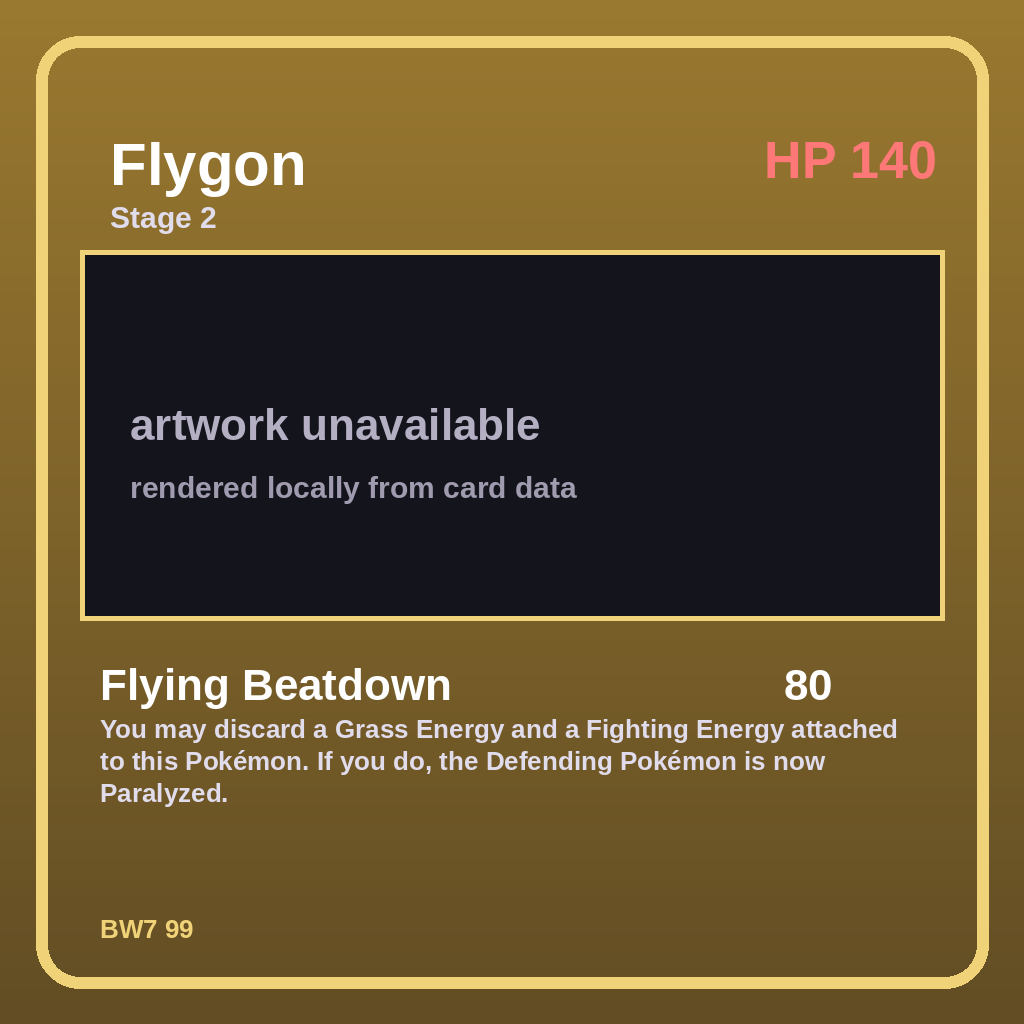 Flygon
HP 140
Stage 2
artwork unavailable
rendered locally from card data
Flying Beatdown 80
You may discard a Grass Energy and a Fighting Energy attached
to this Pokémon. If you do, the Defending Pokémon is now
Paralyzed.
BW7 99